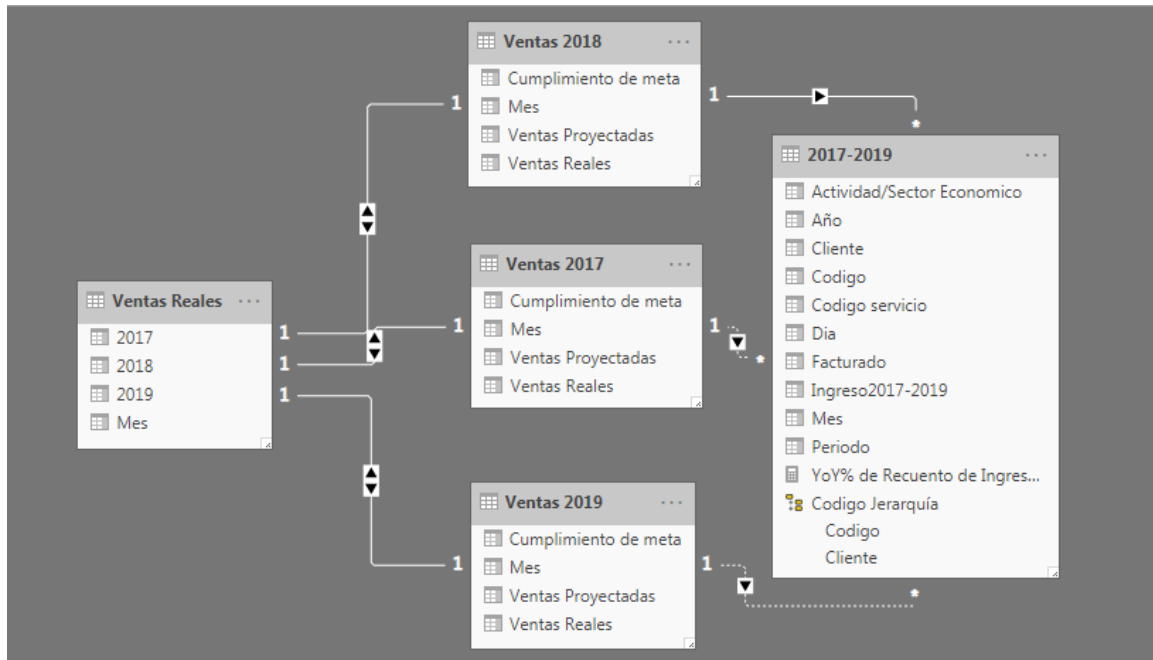 Ventas 2018 ...
Cumplimiento de meta
Mes
Ventas Proyectadas
Ventas Reales
1
1
*
2017-2019 ...
Actividad/Sector Economico
Año
Cliente
Codigo
Codigo servicio
Dia
Facturado
Ingreso2017-2019
Mes
Periodo
YoY% de Recuento de Ingres...
Codigo Jerarquía
Codigo
Cliente
Ventas 2017 ...
Cumplimiento de meta
Mes
Ventas Proyectadas
Ventas Reales
1
1
*
Ventas Reales ...
2017
2018
2019
Mes
1
1
1
Ventas 2019 ...
Cumplimiento de meta
Mes
Ventas Proyectadas
Ventas Reales
1
1
*